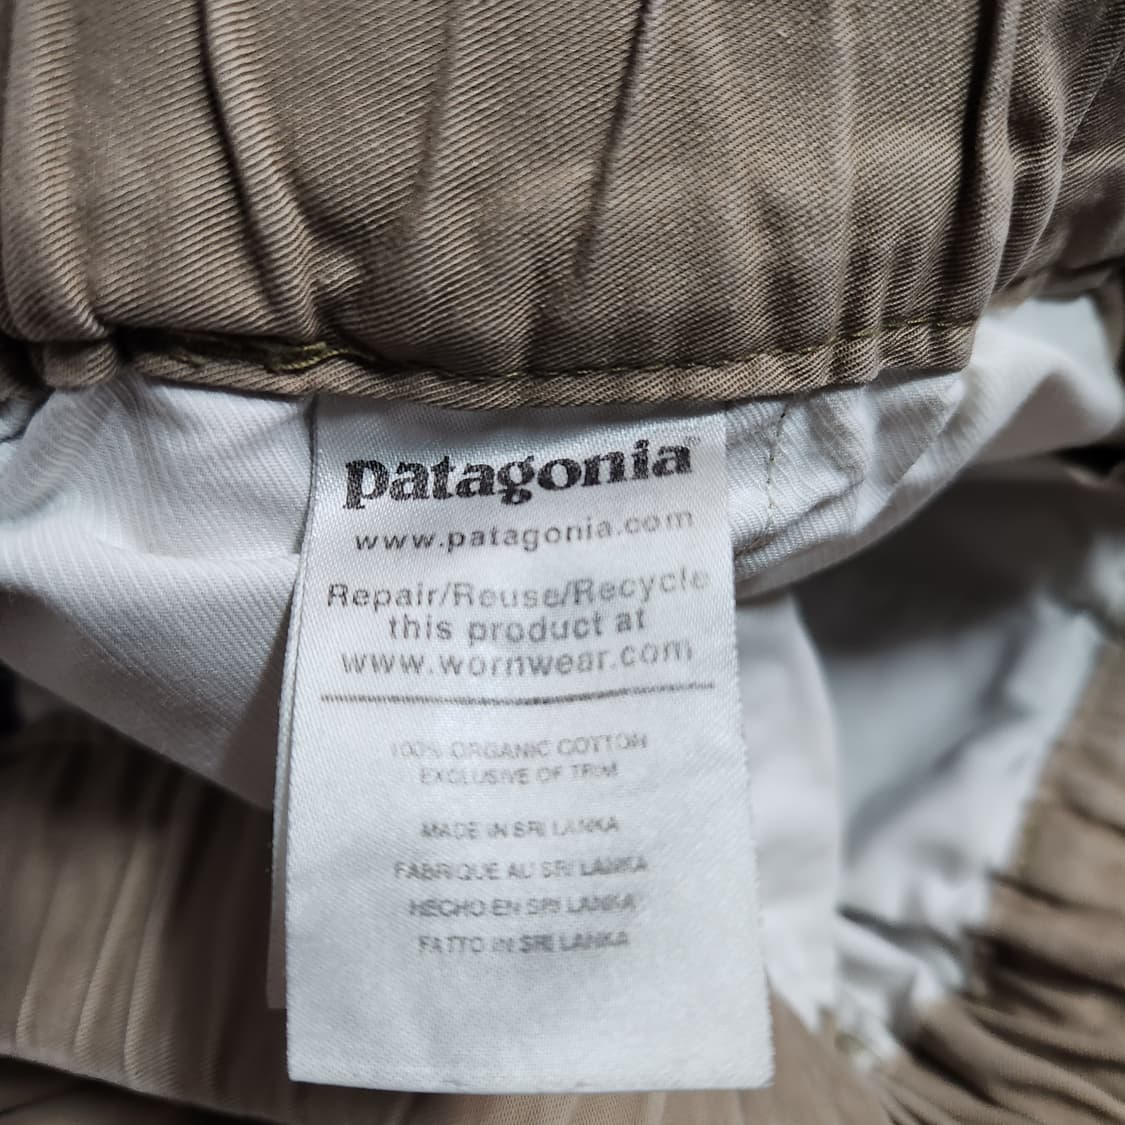 patagonia
www.patagonia.com
Repair/Reuse/Recycle
this product at
www.wornwear.com
100% ORGANIC COTTON
EXCLUSIVE OF TRIM
MADE IN SRI LANKA
FABRIQUE AU SRI LANKA
HECHO EN SRI LANKA
FATTO IN SRI LANKA